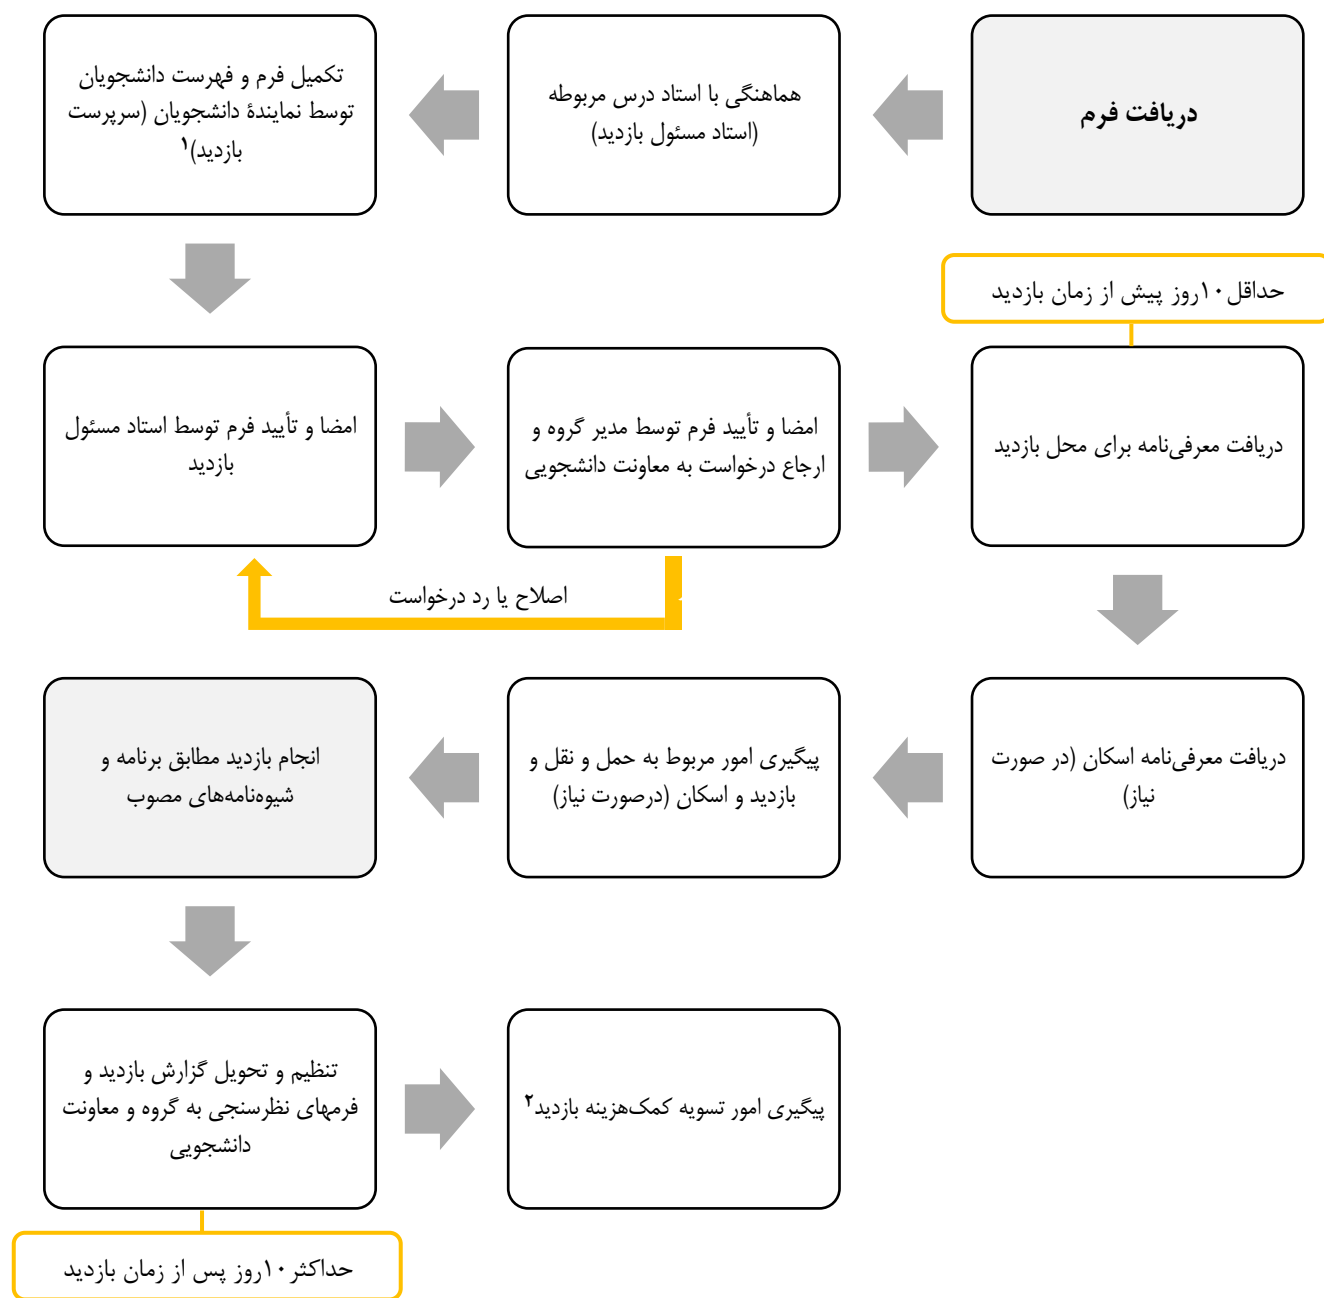 دریافت فرم
هماهنگی با استاد درس مربوطه
(استاد مسئول بازدید)
تکمیل فرم و فهرست دانشجویان
توسط نمایندۀ دانشجویان (سرپرست
بازدید)۱
امضا و تأیید فرم توسط استاد مسئول
بازدید
امضا و تأیید فرم توسط مدیر گروه و
ارجاع درخواست به معاونت دانشجویی
اصلاح یا رد درخواست
حداقل۱۰روز پیش از زمان بازدید
دریافت معرفی‌نامه برای محل بازدید
دریافت معرفی‌نامه اسکان (در صورت
نیاز)
پیگیری امور مربوط به حمل و نقل و
بازدید و اسکان (درصورت نیاز)
انجام بازدید مطابق برنامه و
شیوه‌نامه‌های مصوب
تنظیم و تحویل گزارش بازدید و
فرمهای نظرسنجی به گروه و معاونت
دانشجویی
حداکثر۱۰روز پس از زمان بازدید
پیگیری امور تسویه کمک‌هزینه بازدید۲